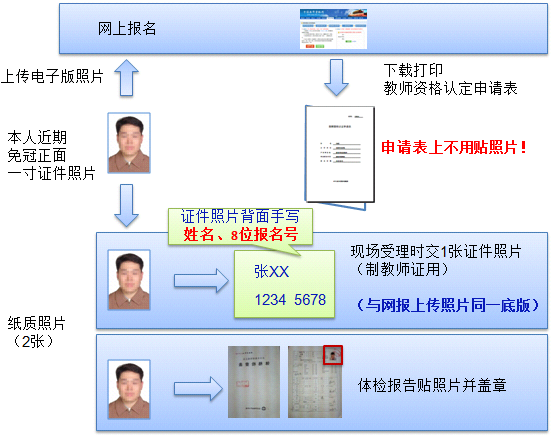 网上报名
上传电子版照片
下载打印
教师资格认定申请表
本人近期
免冠正面
一寸证件照片
申请表上不用贴照片！
证件照片背面手写
姓名、8位报名号
张XX
1234 5678
现场受理时交1张证件照片
（制教师证用）
（与网报上传照片同一底版）
纸质照片
（2张）
体检报告贴照片并盖章